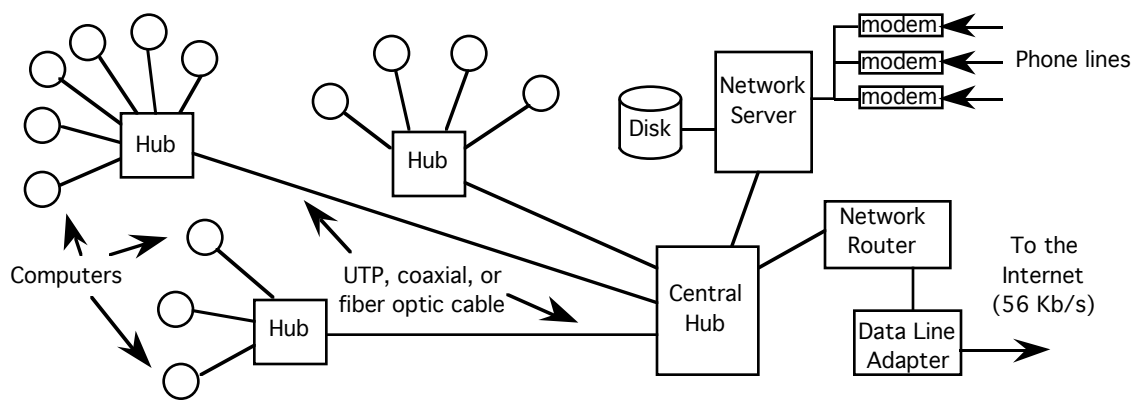 modem
modem
modem
Phone lines
Network
Server
Disk
Hub
Hub
Network
Router
Computers
UTP, coaxial, or
fiber optic cable
Hub
Central
Hub
To the
Internet
(56 Kb/s)
Data Line
Adapter